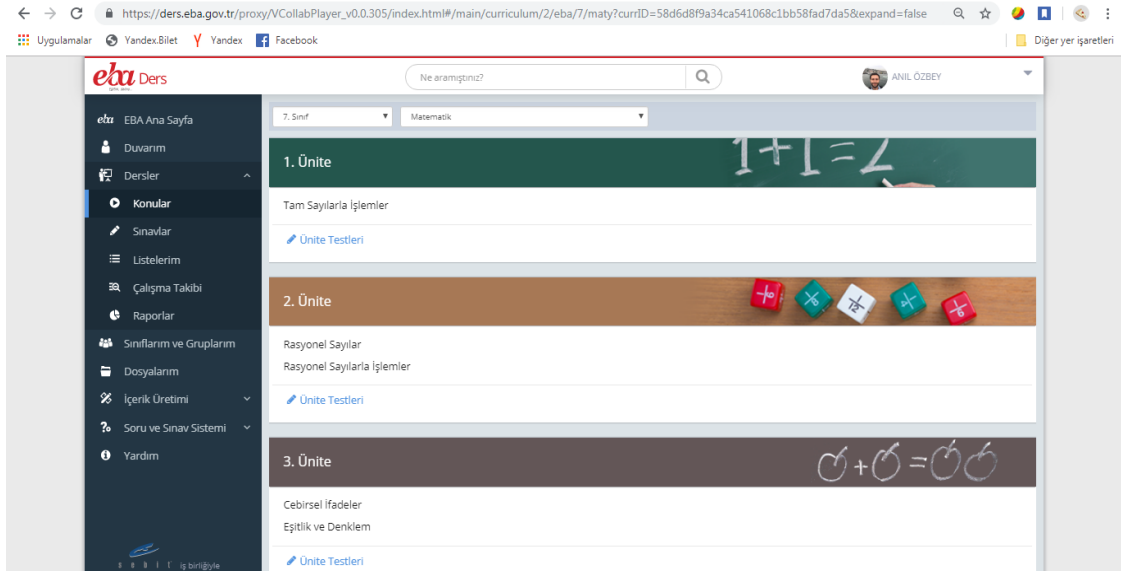 https://ders.eba.gov.tr/proxy/VCollabPlayer_v0.0.305/index.html#/main/curriculum/2/eba/7/maty?currID=58d6d8f9a34ca541068c1bb58fad7da5&expand=false
Uygulamalar Yandex.Bilet Yandex Facebook Diğer yer işaretleri
eba Ders Ne aramıştınız? ANIL ÖZBEY
eba EBA Ana Sayfa
Duvarım
Dersler
Konular
Sınavlar
Listelerim
Çalışma Takibi
Raporlar
Sınıflarım ve Gruplarım
Dosyalarım
İçerik Üretimi
Soru ve Sınav Sistemi
Yardım
SEBİT iş birliğiyle
7. Sınıf Matematik
1. Ünite 1+1=2
Tam Sayılarla İşlemler
Ünite Testleri
2. Ünite
Rasyonel Sayılar
Rasyonel Sayılarla İşlemler
Ünite Testleri
3. Ünite
Cebirsel İfadeler
Eşitlik ve Denklem
Ünite Testleri